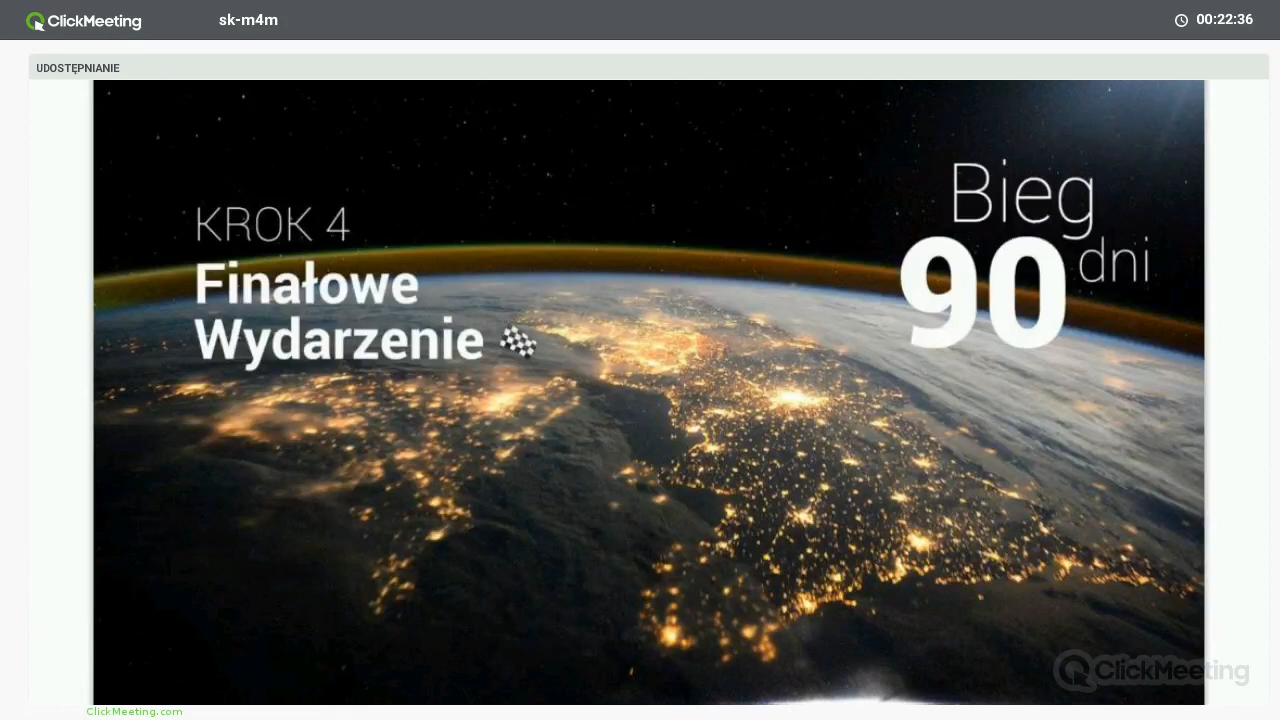 ClickMeeting
sk-m4m
00:22:36
UDOSTĘPNIANIE
KROK 4
Finałowe
Wydarzenie
Bieg
90 dni
ClickMeeting
ClickMeeting.com